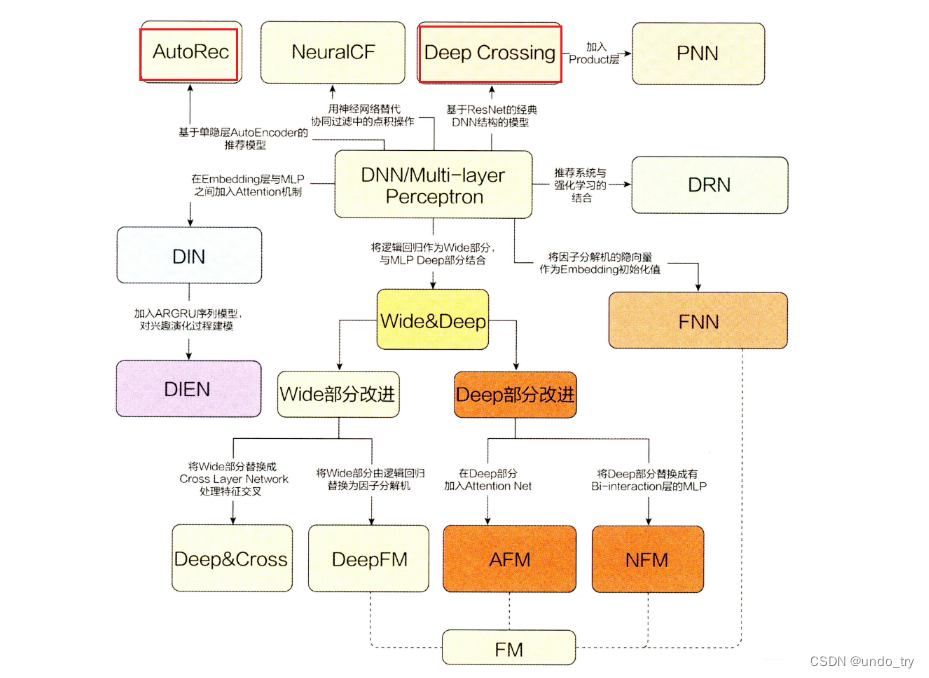 AutoRec
NeuralCF
Deep Crossing
加入
Product层
PNN
用神经网络替代
协同过滤中的点积操作
基于ResNet的经典
DNN结构的模型
基于单隐层AutoEncoder的
推荐模型
在Embedding层与MLP
之间加入Attention机制
DNN/Multi-layer
Perceptron
推荐系统与
强化学习的
结合
DRN
DIN
将逻辑回归作为Wide部分,
与MLP Deep部分结合
将因子分解机的隐向量
作为Embedding初始化值
加入ARGRU序列模型,
对兴趣演化过程建模
Wide&Deep
FNN
DIEN
Wide部分改进
Deep部分改进
将Wide部分替换成
Cross Layer Network
处理特征交叉
将Wide部分由逻辑回归
替换为因子分解机
在Deep部分
加入Attention Net
将Deep部分替换成有
Bi-interaction层的MLP
Deep&Cross
DeepFM
AFM
NFM
FM
CSDN @undo_try